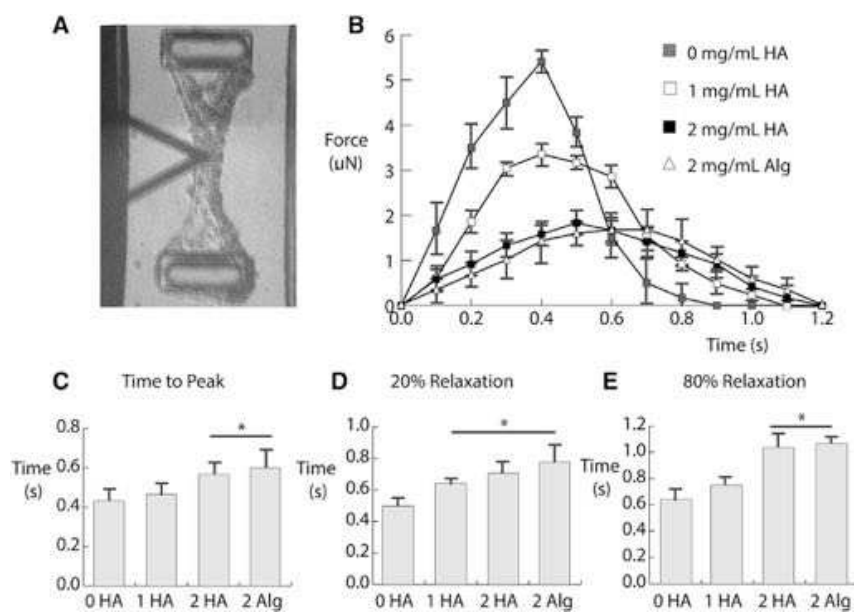 A
B
Force
(uN)
6
5
4
3
2
1
0
0.0 0.2 0.4 0.6 0.8 1.0 1.2
Time (s)
0 mg/mL HA
1 mg/mL HA
2 mg/mL HA
2 mg/mL Alg
C Time to Peak
Time
(s)
0.8
0.6
0.4
0.2
0.0
*
0 HA 1 HA 2 HA 2 Alg
D 20% Relaxation
Time
(s)
1.0
0.8
0.6
0.4
0.2
0.0
*
0 HA 1 HA 2 HA 2 Alg
E 80% Relaxation
Time
(s)
1.2
1.0
0.8
0.6
0.4
0.2
0.0
*
0 HA 1 HA 2 HA 2 Alg